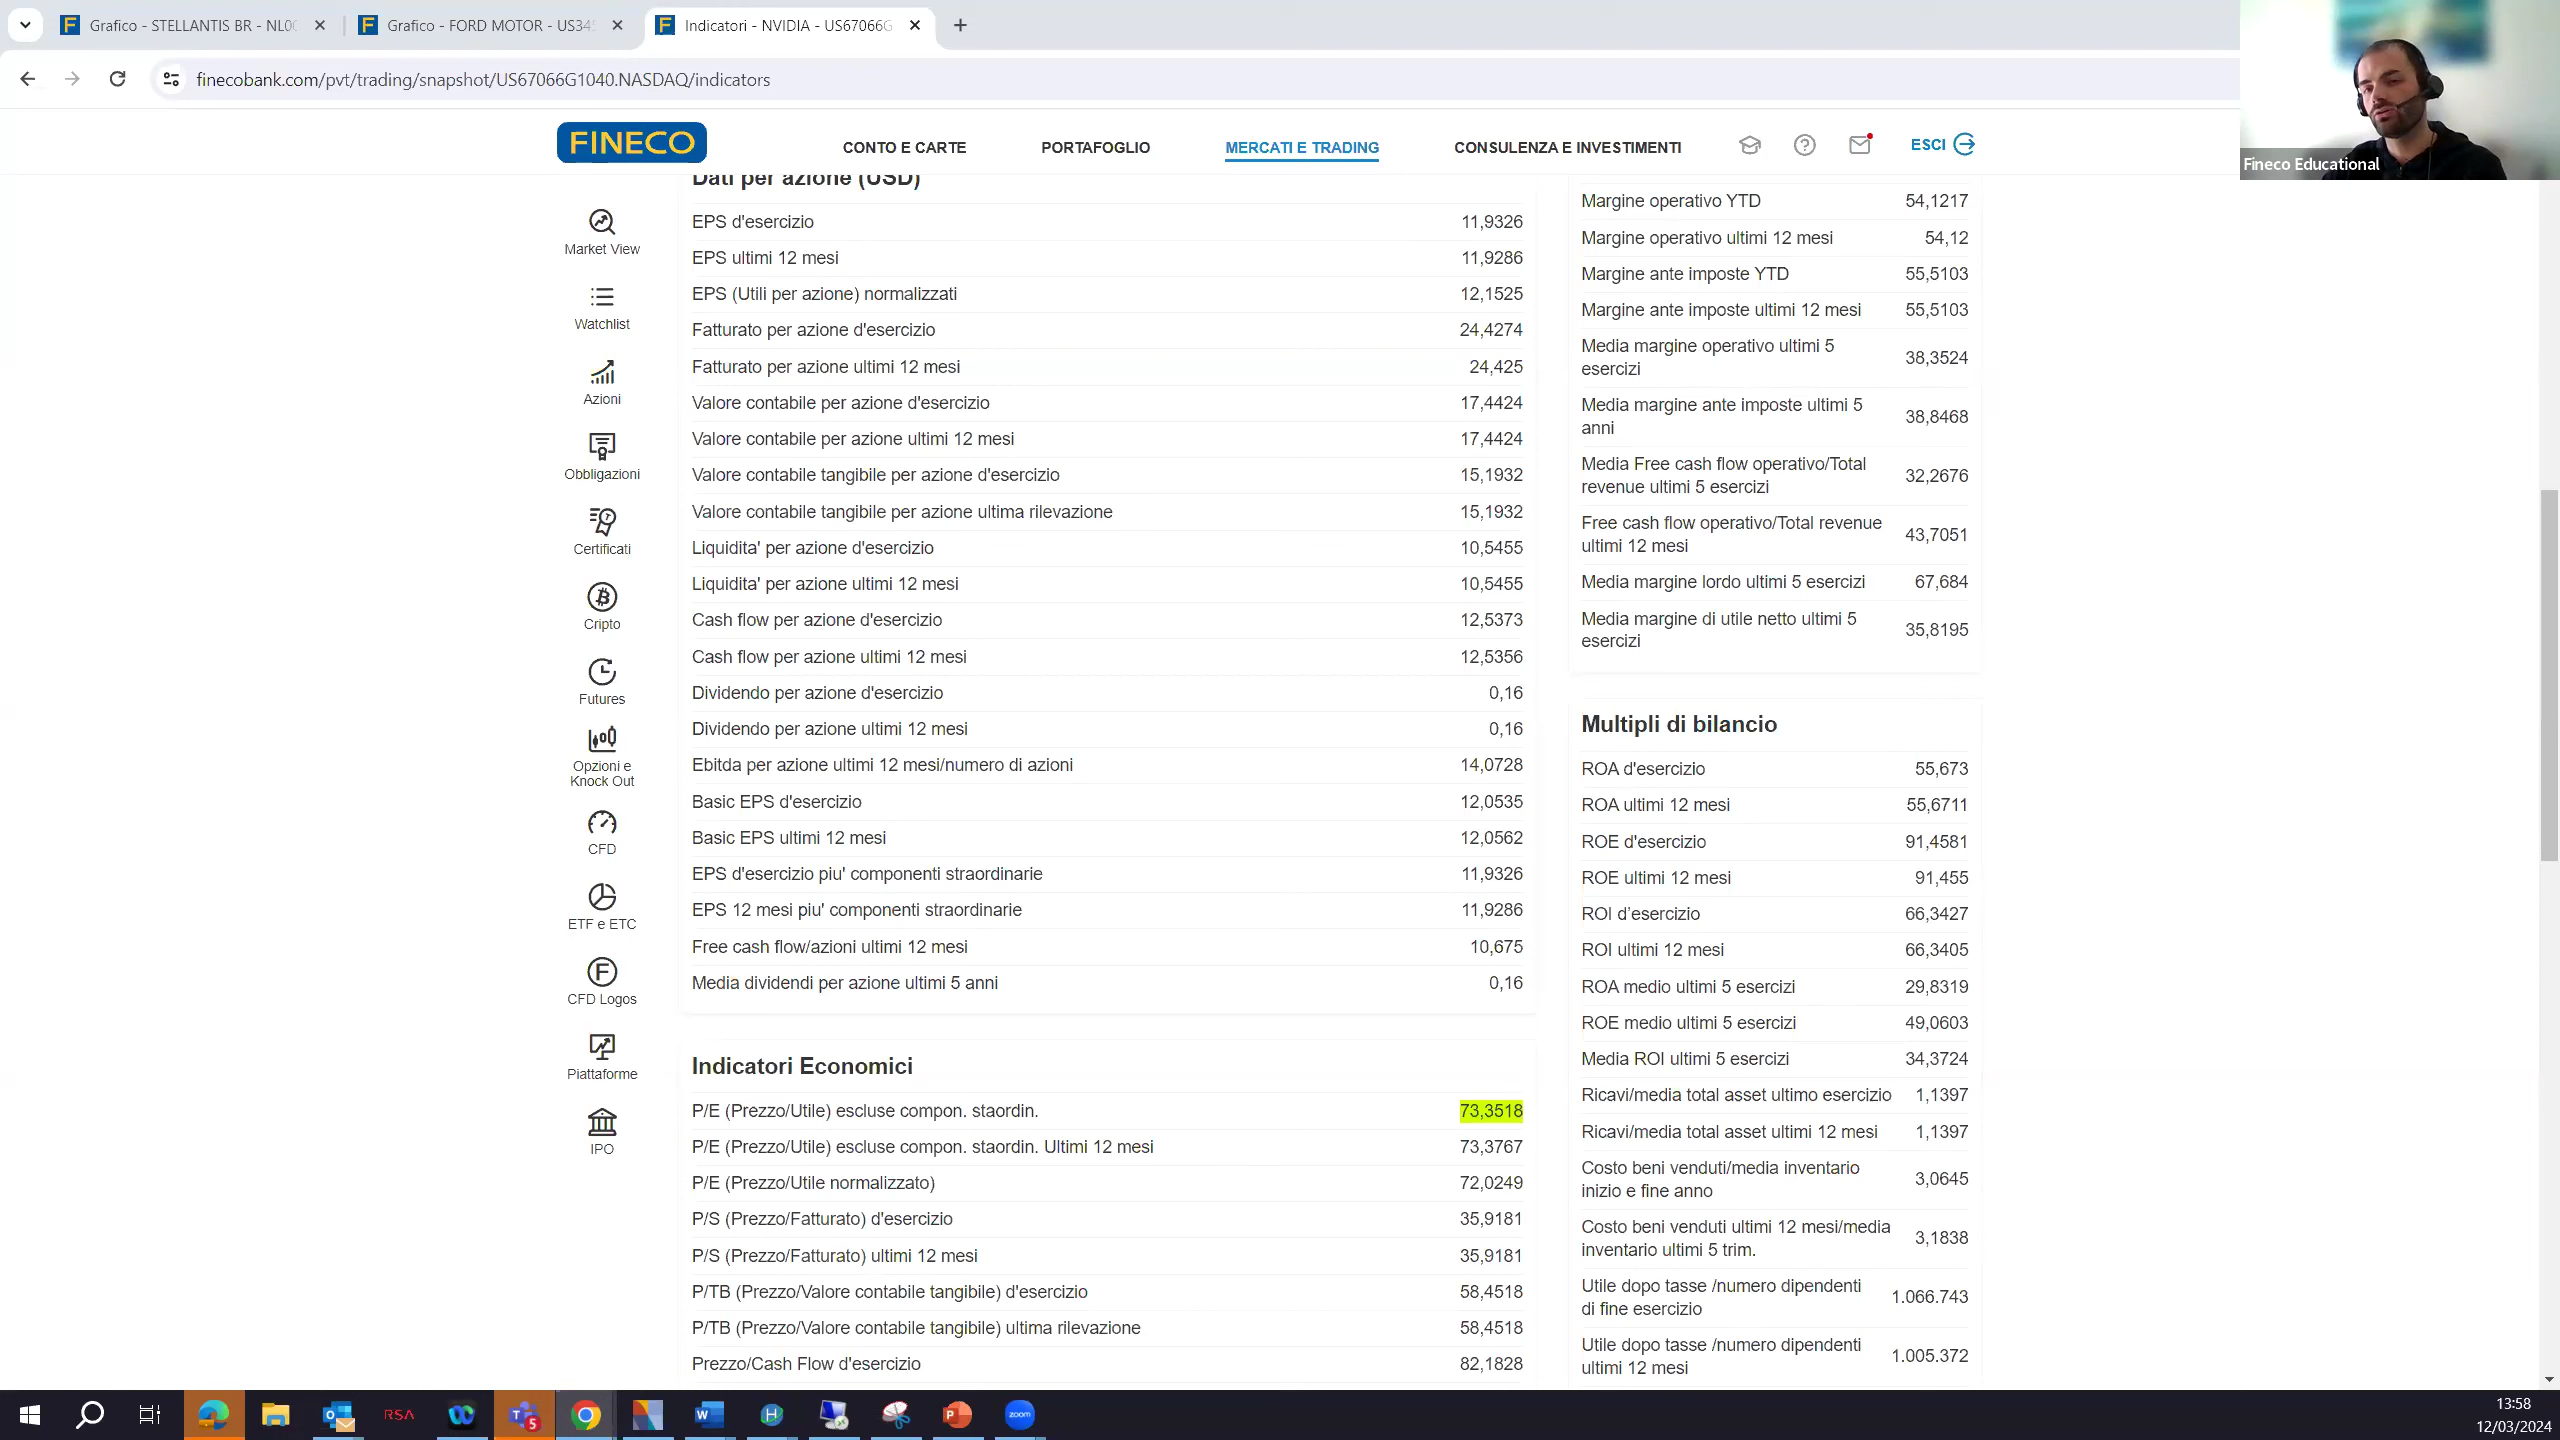 Grafico - STELLANTIS BR - NL00
Grafico - FORD MOTOR - US345
Indicatori - NVIDIA - US67066G
finecobank.com/pvt/trading/snapshot/US67066G1040.NASDAQ/indicators
Fineco Educational
FINECO
CONTO E CARTE
PORTAFOGLIO
MERCATI E TRADING
CONSULENZA E INVESTIMENTI
ESCI
Market View
Watchlist
Azioni
Obbligazioni
Certificati
Cripto
Futures
Opzioni e
Knock Out
CFD
ETF e ETC
CFD Logos
Piattaforme
IPO
Dati per azione (USD)
EPS d'esercizio 11,9326
EPS ultimi 12 mesi 11,9286
EPS (Utili per azione) normalizzati 12,1525
Fatturato per azione d'esercizio 24,4274
Fatturato per azione ultimi 12 mesi 24,425
Valore contabile per azione d'esercizio 17,4424
Valore contabile per azione ultimi 12 mesi 17,4424
Valore contabile tangibile per azione d'esercizio 15,1932
Valore contabile tangibile per azione ultima rilevazione 15,1932
Liquidita' per azione d'esercizio 10,5455
Liquidita' per azione ultimi 12 mesi 10,5455
Cash flow per azione d'esercizio 12,5373
Cash flow per azione ultimi 12 mesi 12,5356
Dividendo per azione d'esercizio 0,16
Dividendo per azione ultimi 12 mesi 0,16
Ebitda per azione ultimi 12 mesi/numero di azioni 14,0728
Basic EPS d'esercizio 12,0535
Basic EPS ultimi 12 mesi 12,0562
EPS d'esercizio piu' componenti straordinarie 11,9326
EPS 12 mesi piu' componenti straordinarie 11,9286
Free cash flow/azioni ultimi 12 mesi 10,675
Media dividendi per azione ultimi 5 anni 0,16
Indicatori Economici
P/E (Prezzo/Utile) escluse compon. staordin. 73,3518
P/E (Prezzo/Utile) escluse compon. staordin. Ultimi 12 mesi 73,3767
P/E (Prezzo/Utile normalizzato) 72,0249
P/S (Prezzo/Fatturato) d'esercizio 35,9181
P/S (Prezzo/Fatturato) ultimi 12 mesi 35,9181
P/TB (Prezzo/Valore contabile tangibile) d'esercizio 58,4518
P/TB (Prezzo/Valore contabile tangibile) ultima rilevazione 58,4518
Prezzo/Cash Flow d'esercizio 82,1828
Margine operativo YTD 54,1217
Margine operativo ultimi 12 mesi 54,12
Margine ante imposte YTD 55,5103
Margine ante imposte ultimi 12 mesi 55,5103
Media margine operativo ultimi 5
esercizi 38,3524
Media margine ante imposte ultimi 5
anni 38,8468
Media Free cash flow operativo/Total
revenue ultimi 5 esercizi 32,2676
Free cash flow operativo/Total revenue
ultimi 12 mesi 43,7051
Media margine lordo ultimi 5 esercizi 67,684
Media margine di utile netto ultimi 5
esercizi 35,8195
Multipli di bilancio
ROA d'esercizio 55,673
ROA ultimi 12 mesi 55,6711
ROE d'esercizio 91,4581
ROE ultimi 12 mesi 91,455
ROI d'esercizio 66,3427
ROI ultimi 12 mesi 66,3405
ROA medio ultimi 5 esercizi 29,8319
ROE medio ultimi 5 esercizi 49,0603
Media ROI ultimi 5 esercizi 34,3724
Ricavi/media total asset ultimo esercizio 1,1397
Ricavi/media total asset ultimi 12 mesi 1,1397
Costo beni venduti/media inventario
inizio e fine anno 3,0645
Costo beni venduti ultimi 12 mesi/media
inventario ultimi 5 trim. 3,1838
Utile dopo tasse /numero dipendenti
di fine esercizio 1.066.743
Utile dopo tasse /numero dipendenti
ultimi 12 mesi 1.005.372
RSA
5
zoom
13:58
12/03/2024